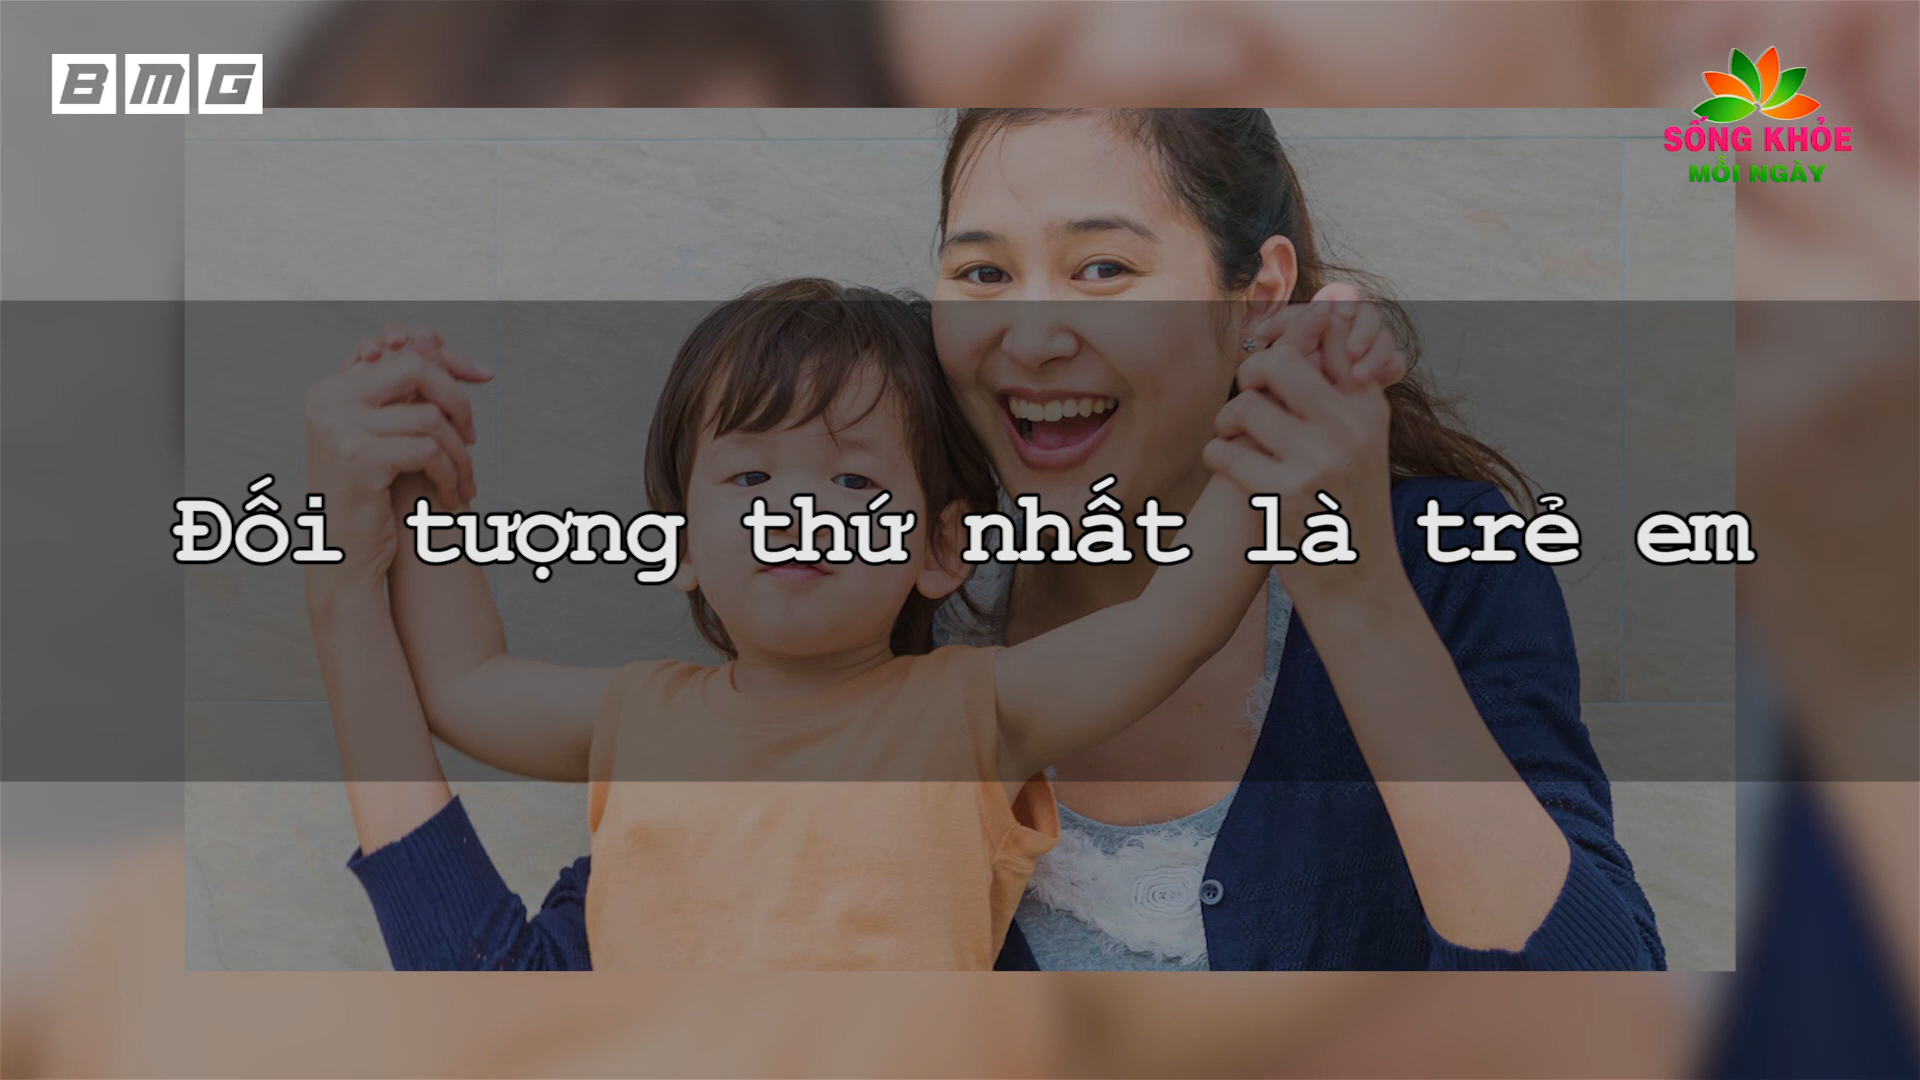 BMG
SỐNG KHỎE
MỖI NGÀY
Đối tượng thứ nhất là trẻ em